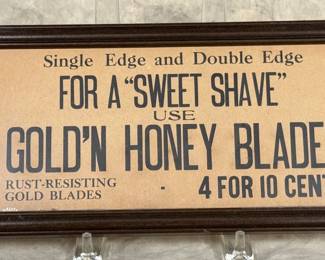 Single Edge and Double Edge
FOR A "SWEET SHAVE"
USE
GOLD'N HONEY BLADE
RUST-RESISTING
GOLD BLADES - 4 FOR 10 CENT